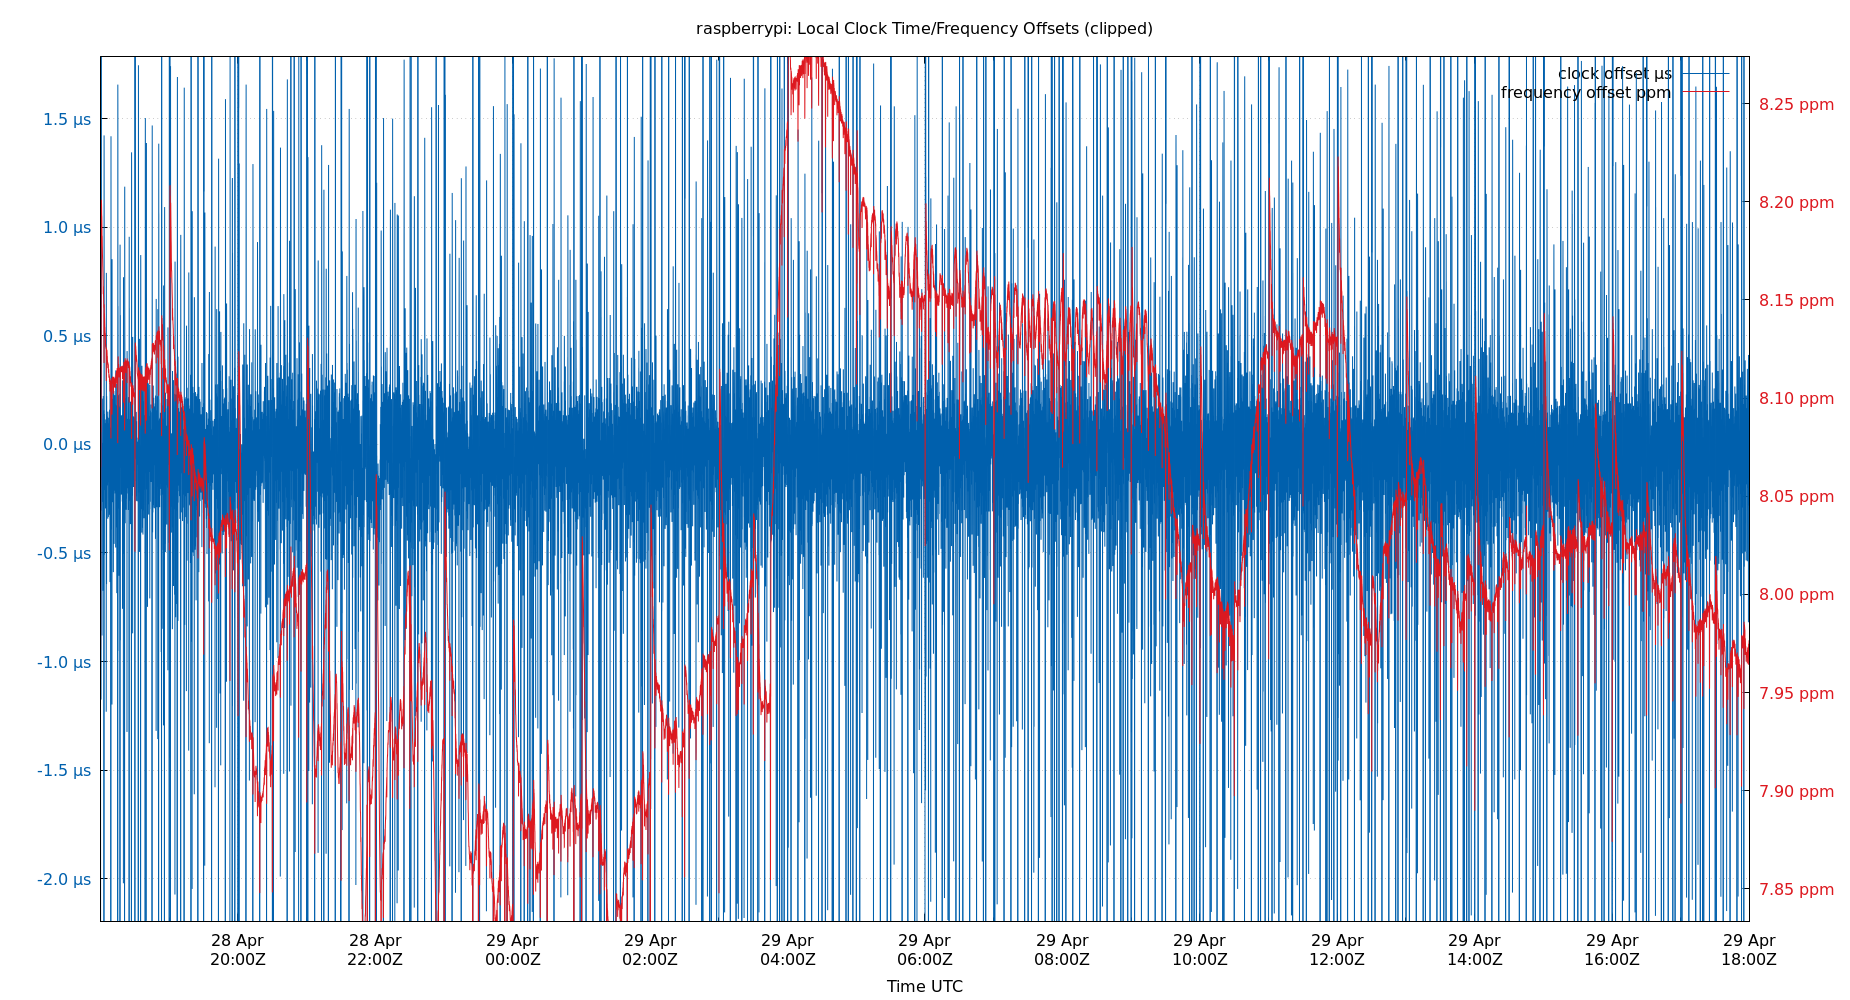 raspberrypi: Local Clock Time/Frequency Offsets (clipped)
clock offset µs
frequency offset ppm
1.5 µs
1.0 µs
0.5 µs
0.0 µs
-0.5 µs
-1.0 µs
-1.5 µs
-2.0 µs
8.25 ppm
8.20 ppm
8.15 ppm
8.10 ppm
8.05 ppm
8.00 ppm
7.95 ppm
7.90 ppm
7.85 ppm
28 Apr 28 Apr 29 Apr 29 Apr 29 Apr 29 Apr 29 Apr 29 Apr 29 Apr 29 Apr 29 Apr 29 Apr
20:00Z 22:00Z 00:00Z 02:00Z 04:00Z 06:00Z 08:00Z 10:00Z 12:00Z 14:00Z 16:00Z 18:00Z
Time UTC